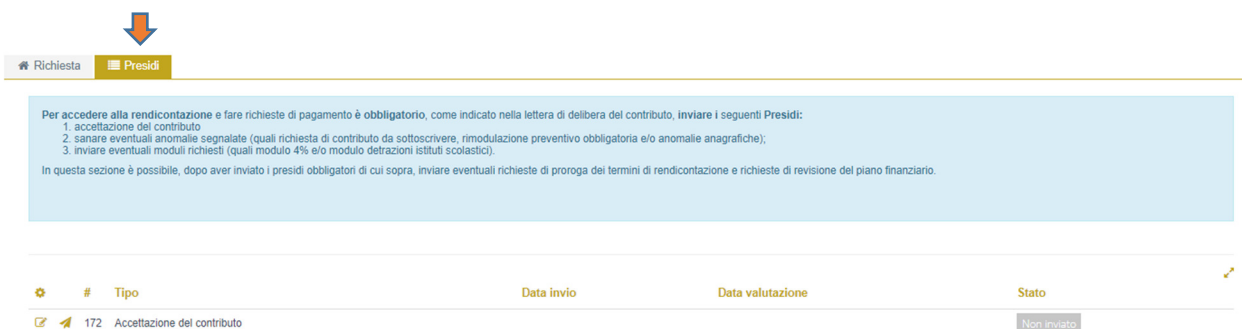 Richiesta Presidi
Per accedere alla rendicontazione e fare richieste di pagamento è obbligatorio, come indicato nella lettera di delibera del contributo, inviare i seguenti Presidi:
1. accettazione del contributo
2. sanare eventuali anomalie segnalate (quali richiesta di contributo da sottoscrivere, rimodulazione preventivo obbligatoria e/o anomalie anagrafiche);
3. inviare eventuali moduli richiesti (quali modulo 4% e/o modulo detrazioni istituti scolastici).
In questa sezione è possibile, dopo aver inviato i presidi obbligatori di cui sopra, inviare eventuali richieste di proroga dei termini di rendicontazione e richieste di revisione del piano finanziario.
# Tipo Data invio Data valutazione Stato
172 Accettazione del contributo Non inviato